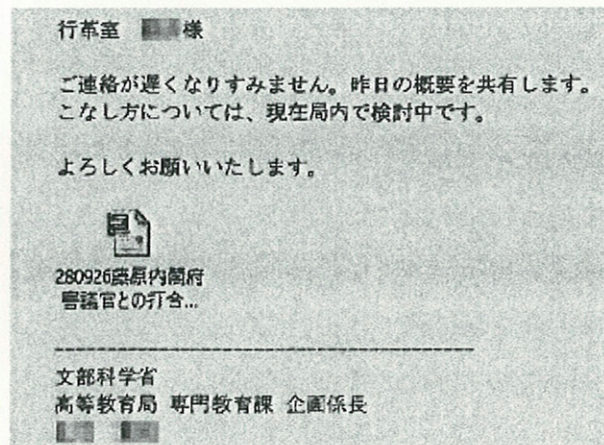 行革室 様
ご連絡が遅くなりすみません。昨日の概要を共有します。
こなし方については、現在局内で検討中です。
よろしくお願いいたします。
280926藤原内閣府
審議官との打合...
文部科学省
高等教育局 専門教育課 企画係長